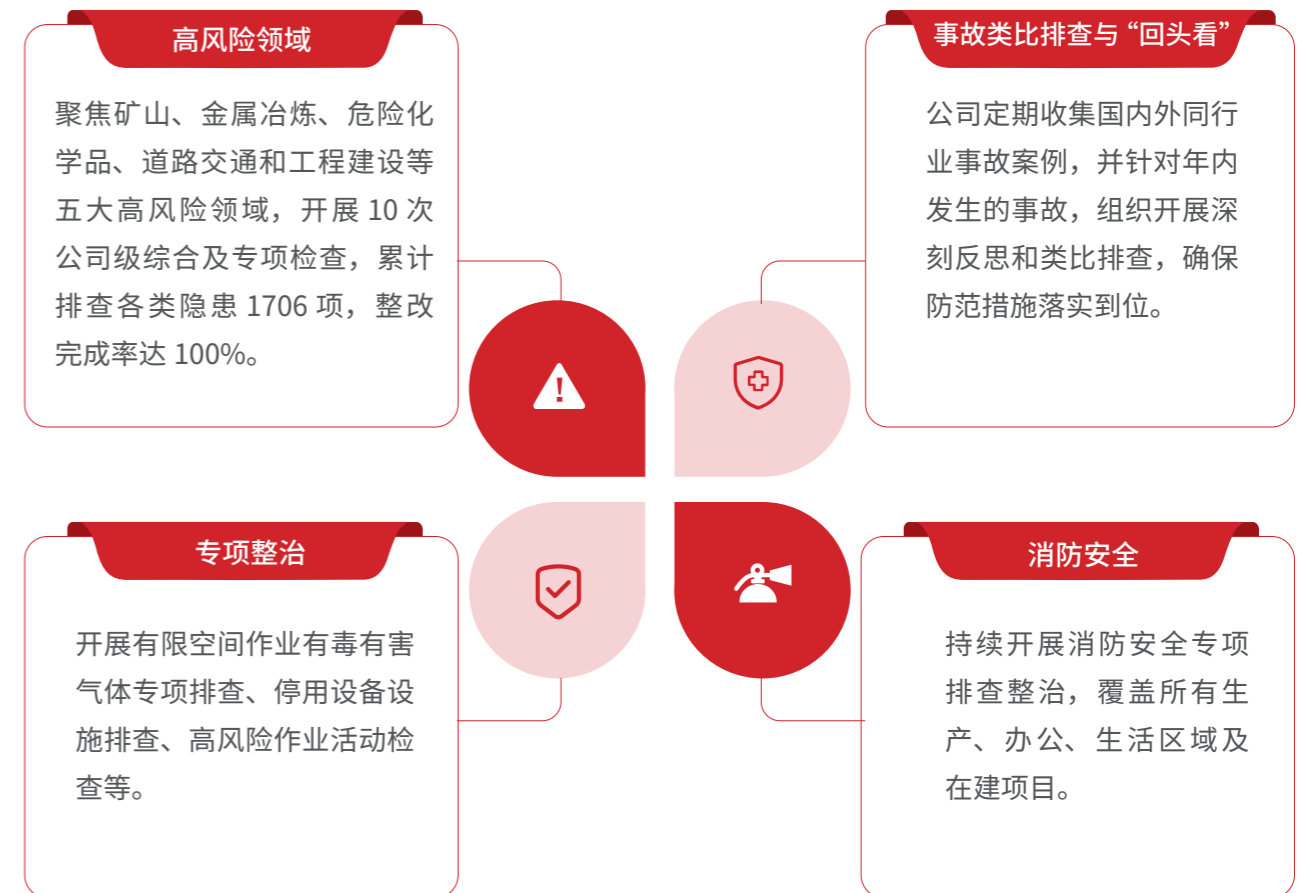 高风险领域
聚焦矿山、金属冶炼、危险化
学品、道路交通和工程建设等
五大高风险领域，开展 10 次
公司级综合及专项检查，累计
排查各类隐患 1706 项，整改
完成率达 100%。
事故类比排查与“回头看”
公司定期收集国内外同行
业事故案例，并针对年内
发生的事故，组织开展深
刻反思和类比排查，确保
防范措施落实到位。
专项整治
开展有限空间作业有毒有害
气体专项排查、停用设备设
施排查、高风险作业活动检
查等。
消防安全
持续开展消防安全专项
排查整治，覆盖所有生
产、办公、生活区域及
在建项目。